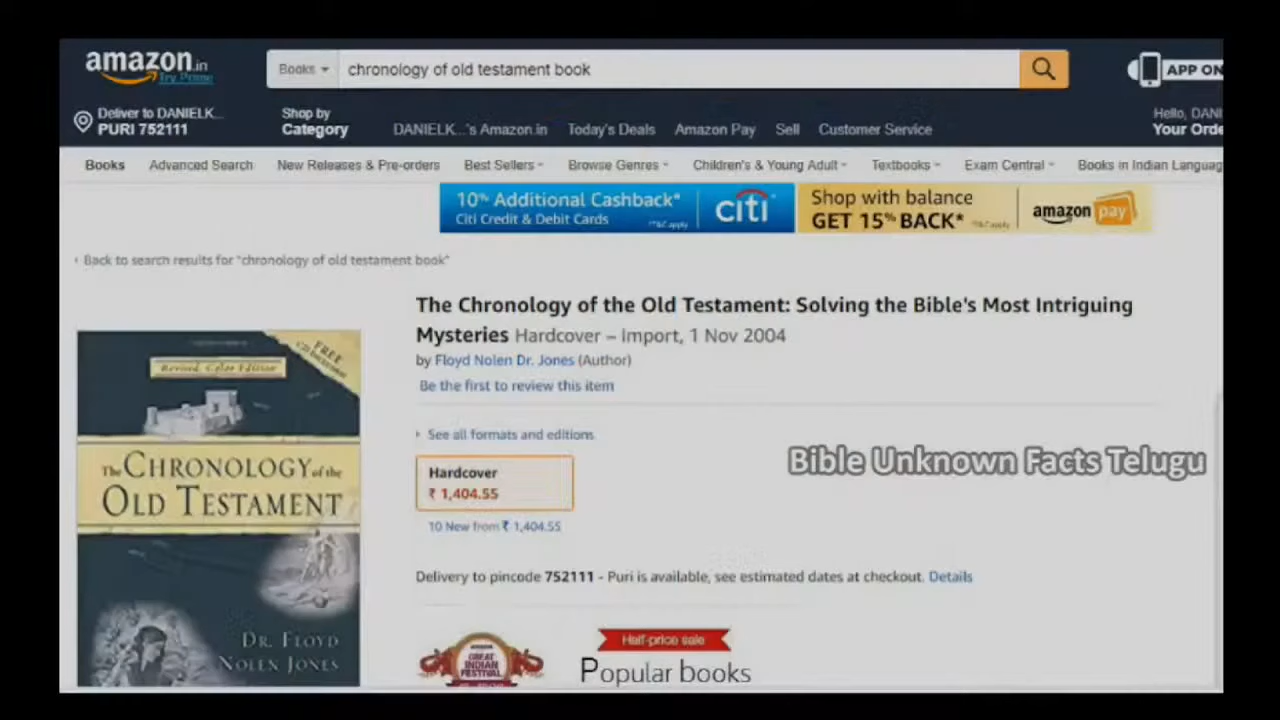 amazon.in
Try Prime
Books
chronology of old testament book
APP ON
Deliver to DANIELK...
PURI 752111
Shop by
Category
DANIELK...'s Amazon.in Today's Deals Amazon Pay Sell Customer Service
Hello, DANI
Your Orde
Books Advanced Search New Releases & Pre-orders Best Sellers Browse Genres Children's & Young Adult Textbooks Exam Central Books in Indian Languag
10% Additional Cashback*
Citi Credit & Debit Cards
*T&C apply
citi
Shop with balance
GET 15% BACK*
*T&C apply
amazon pay
‹ Back to search results for "chronology of old testament book"
The Chronology of the Old Testament: Solving the Bible's Most Intriguing
Mysteries Hardcover – Import, 1 Nov 2004
by Floyd Nolen Dr. Jones (Author)
Be the first to review this item
See all formats and editions
Hardcover
₹ 1,404.55
10 New from ₹ 1,404.55
Bible Unknown Facts Telugu
Delivery to pincode 752111 - Puri is available, see estimated dates at checkout. Details
GREAT
INDIAN
FESTIVAL
Half-price sale
Popular books
FREE
Revised, Color Edition
The CHRONOLOGY of the
OLD TESTAMENT
DR. FLOYD
NOLEN JONES